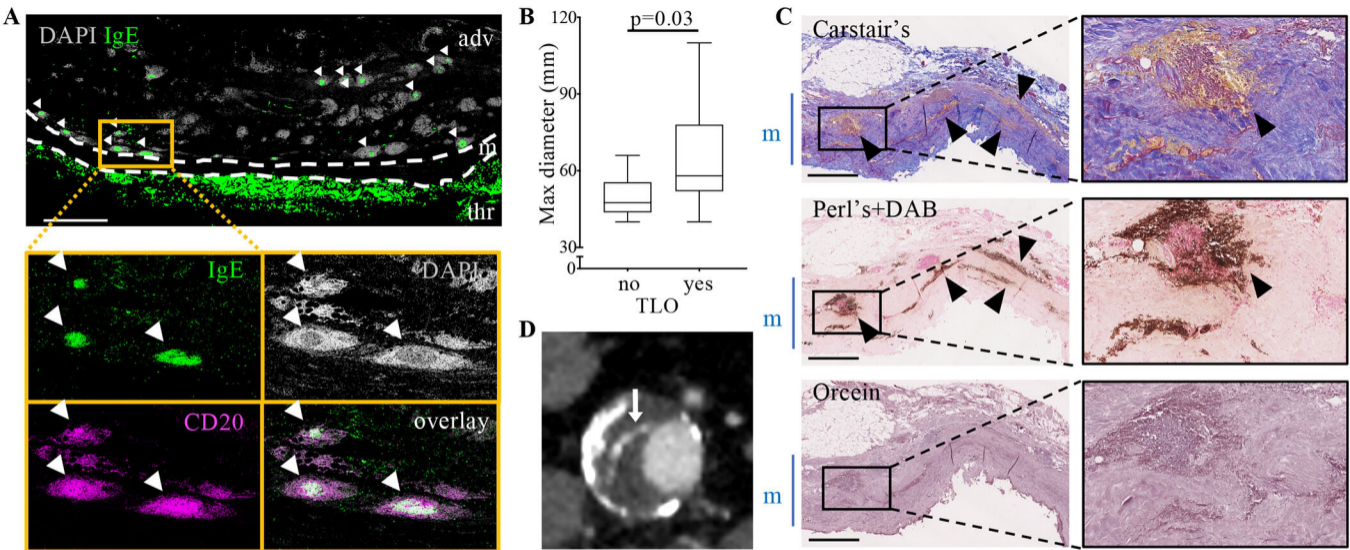 A
DAPI IgE
adv
m
thr
IgE
DAPI
CD20
overlay
B
p=0.03
Max diameter (mm)
120
90
60
30
0
no yes
TLO
C
Carstair's
m
Perl's+DAB
m
Orcein
m
D